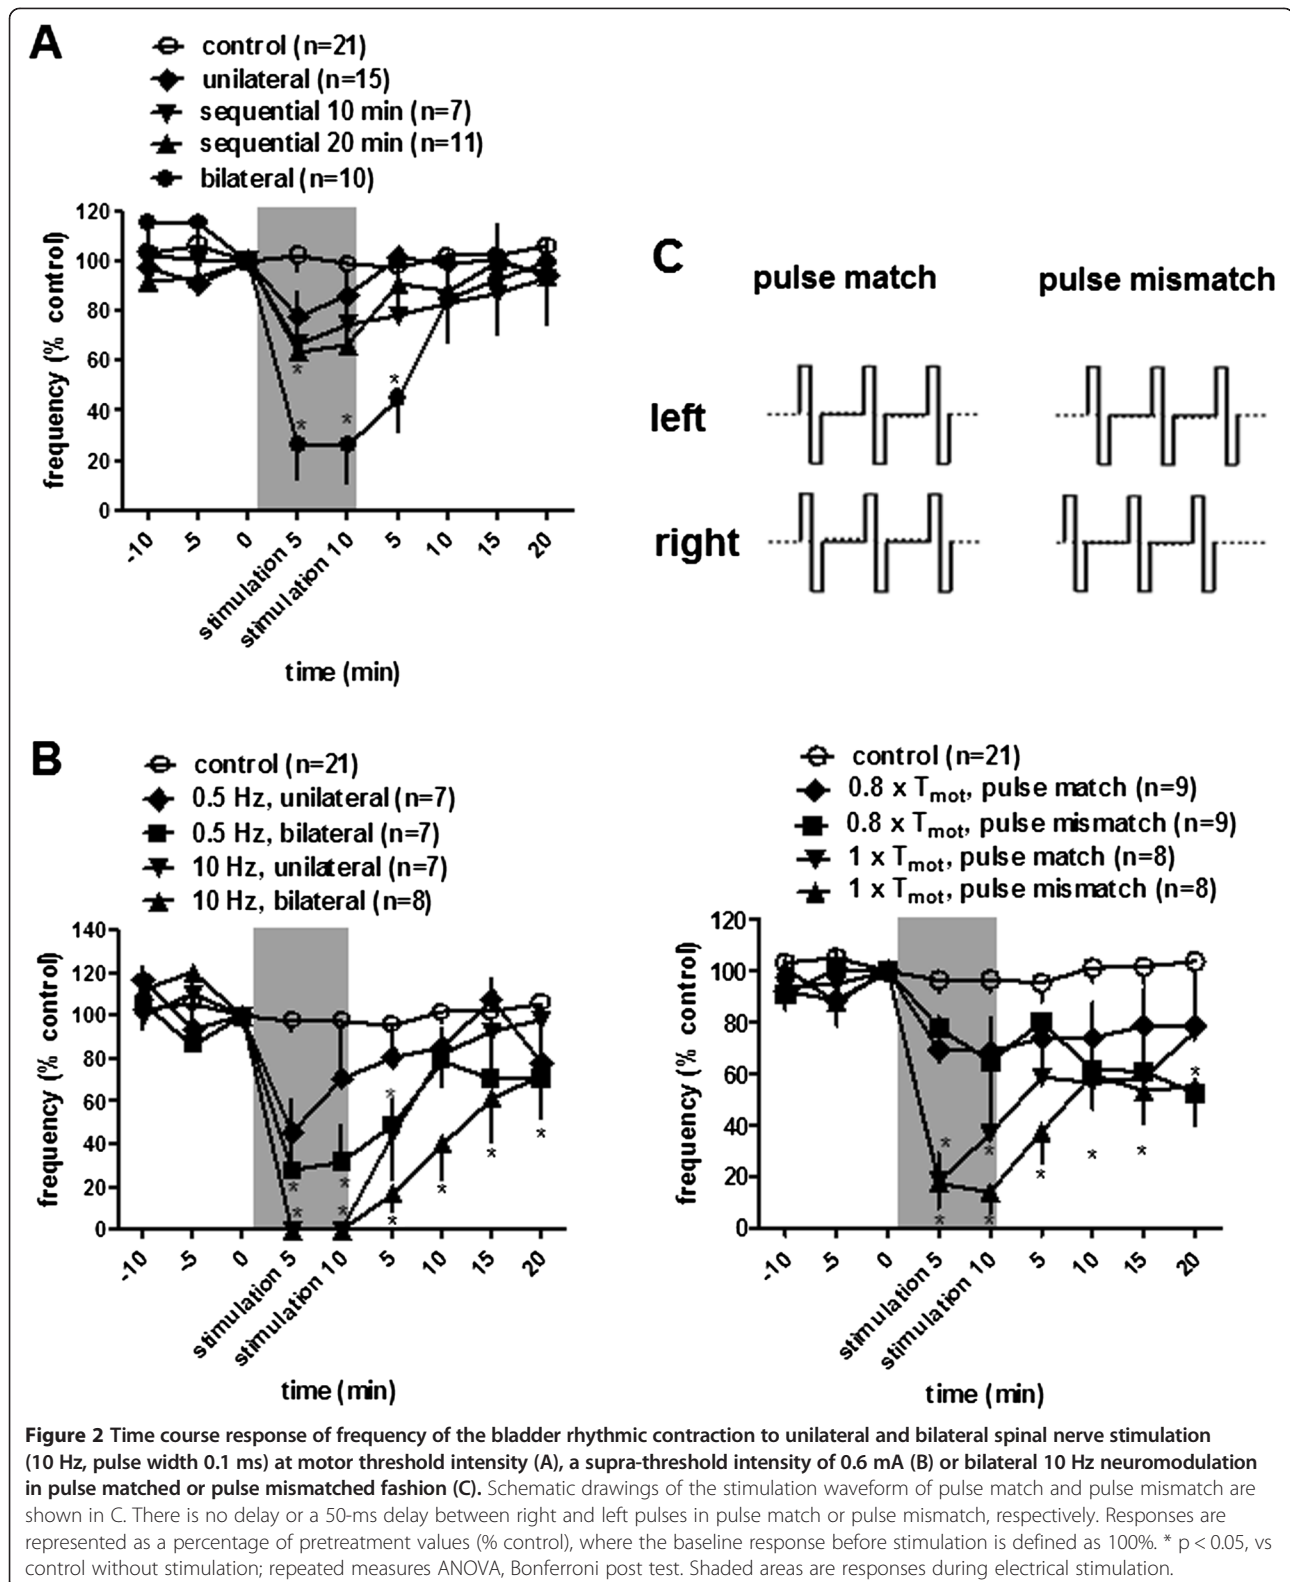 A
control (n=21)
unilateral (n=15)
sequential 10 min (n=7)
sequential 20 min (n=11)
bilateral (n=10)
frequency (% control)
120
100
80
60
40
20
0
-10
-5
0
stimulation 5
stimulation 10
5
10
15
20
time (min)
*
*
*
*
C
pulse match
pulse mismatch
left
right
B
control (n=21)
0.5 Hz, unilateral (n=7)
0.5 Hz, bilateral (n=7)
10 Hz, unilateral (n=7)
10 Hz, bilateral (n=8)
frequency (% control)
140
120
100
80
60
40
20
0
-10
-5
0
stimulation 5
stimulation 10
5
10
15
20
time (min)
*
*
*
*
*
*
*
*
*
control (n=21)
0.8 x Tmot, pulse match (n=9)
0.8 x Tmot, pulse mismatch (n=9)
1 x Tmot, pulse match (n=8)
1 x Tmot, pulse mismatch (n=8)
frequency (% control)
120
100
80
60
40
20
0
-10
-5
0
stimulation 5
stimulation 10
5
10
15
20
time (min)
*
*
*
*
*
*
*
*
Figure 2 Time course response of frequency of the bladder rhythmic contraction to unilateral and bilateral spinal nerve stimulation
(10 Hz, pulse width 0.1 ms) at motor threshold intensity (A), a supra-threshold intensity of 0.6 mA (B) or bilateral 10 Hz neuromodulation
in pulse matched or pulse mismatched fashion (C). Schematic drawings of the stimulation waveform of pulse match and pulse mismatch are
shown in C. There is no delay or a 50-ms delay between right and left pulses in pulse match or pulse mismatch, respectively. Responses are
represented as a percentage of pretreatment values (% control), where the baseline response before stimulation is defined as 100%. * p < 0.05, vs
control without stimulation; repeated measures ANOVA, Bonferroni post test. Shaded areas are responses during electrical stimulation.